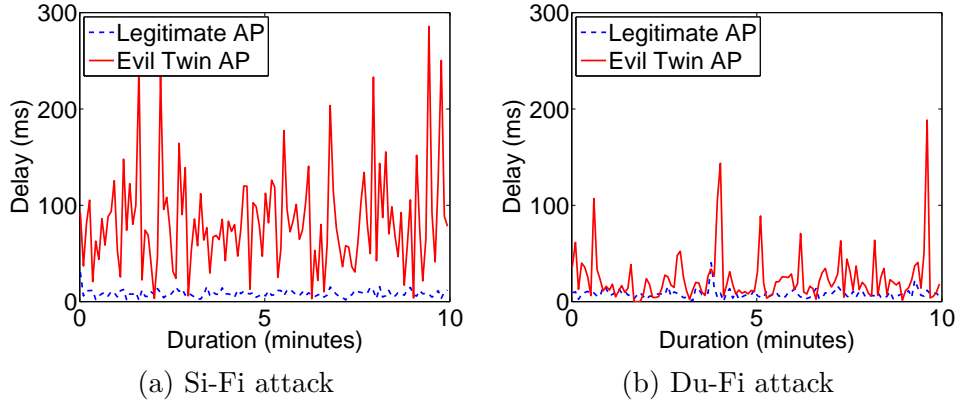 300
200
100
0
Delay (ms)
Legitimate AP
Evil Twin AP
0 5 10
Duration (minutes)
(a) Si-Fi attack
300
200
100
0
Delay (ms)
Legitimate AP
Evil Twin AP
0 5 10
Duration (minutes)
(b) Du-Fi attack